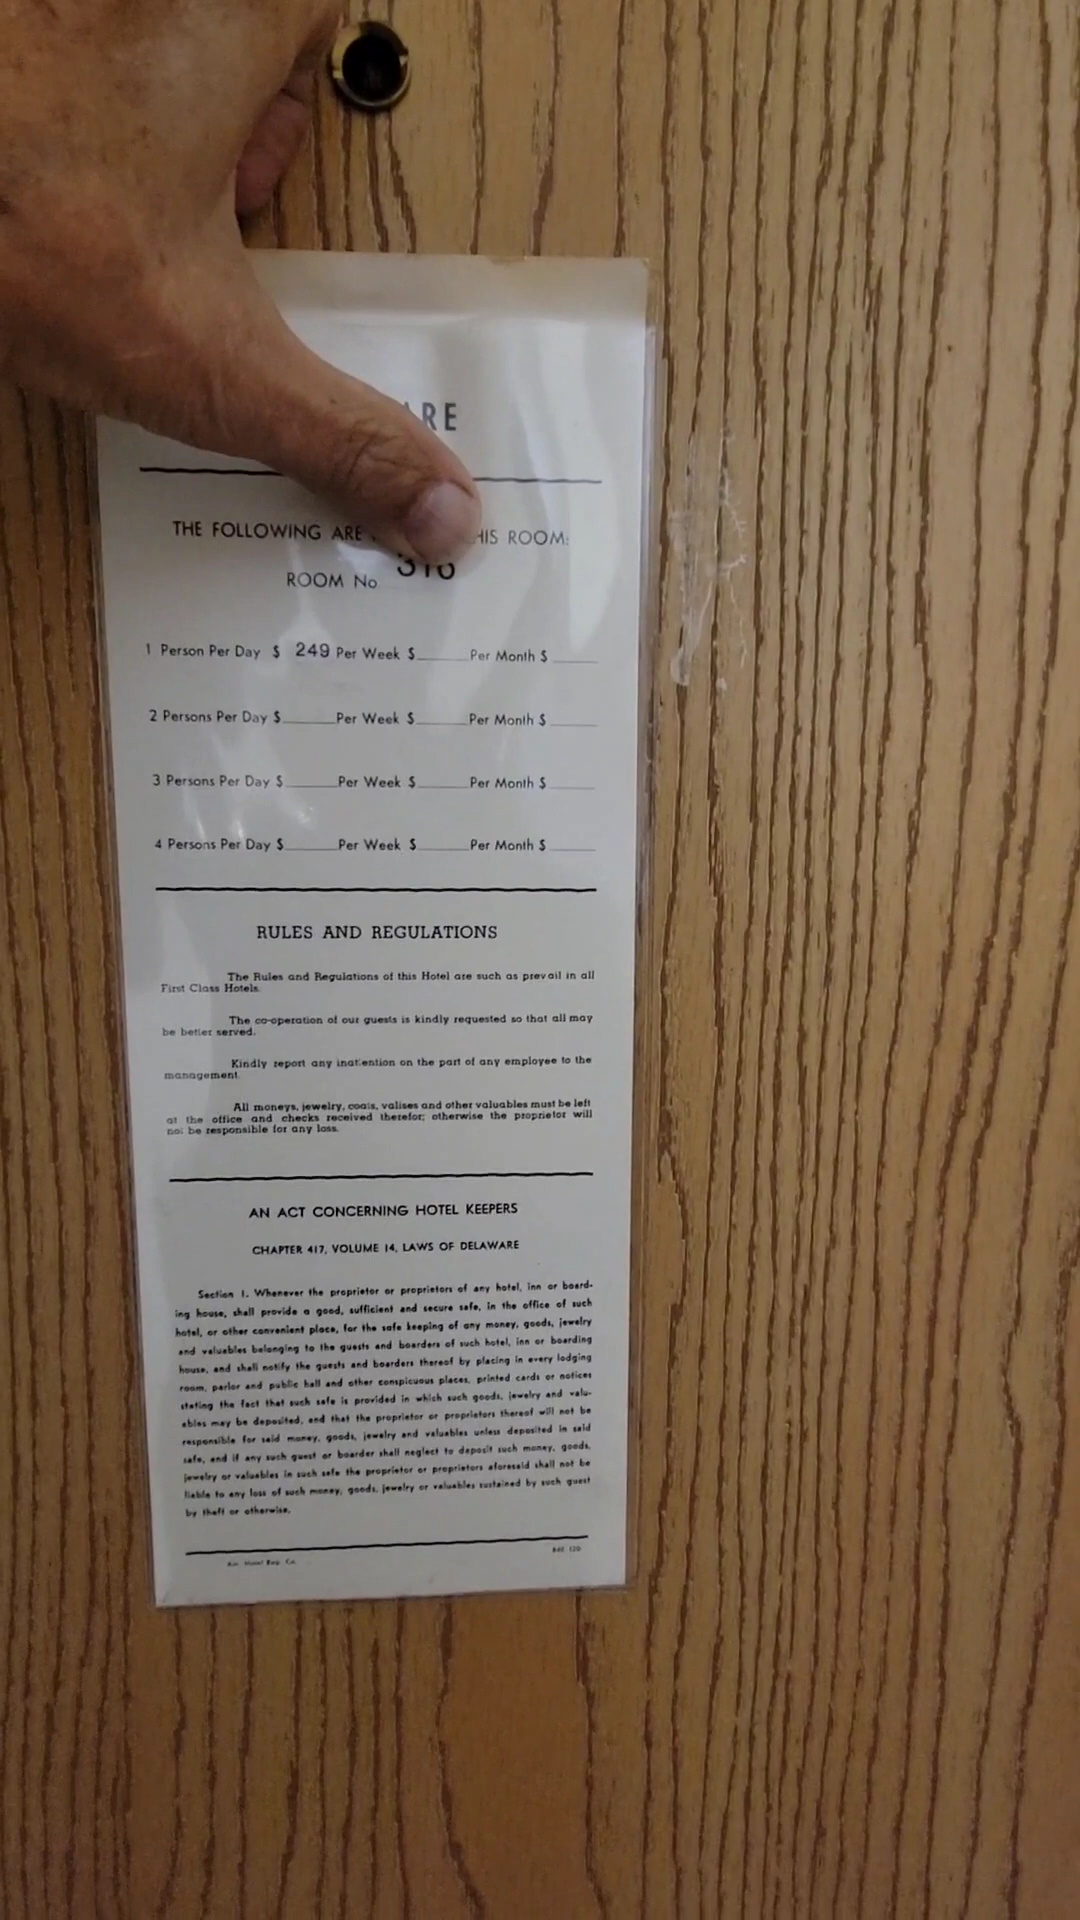 ARE
THE FOLLOWING ARE HIS ROOM:
ROOM No 316
1 Person Per Day $ 249 Per Week $ Per Month $
2 Persons Per Day $ Per Week $ Per Month $
3 Persons Per Day $ Per Week $ Per Month $
4 Persons Per Day $ Per Week $ Per Month $
RULES AND REGULATIONS
The Rules and Regulations of this Hotel are such as prevail in all
First Class Hotels.
The co-operation of our guests is kindly requested so that all may
be better served.
Kindly report any inattention on the part of any employee to the
management.
All moneys, jewelry, coats, valises and other valuables must be left
at the office and checks received therefor; otherwise the proprietor will
not be responsible for any loss.
AN ACT CONCERNING HOTEL KEEPERS
CHAPTER 417, VOLUME 14, LAWS OF DELAWARE
Section 1. Whenever the proprietor or proprietors of any hotel, inn or board-
ing house, shall provide a good, sufficient and secure safe, in the office of such
hotel, or other convenient place, for the safe keeping of any money, goods, jewelry
and valuables belonging to the guests and boarders of such hotel, inn or boarding
house, and shall notify the guests and boarders thereof by placing in every lodging
room, parlor and public hall and other conspicuous places, printed cards or notices
stating the fact that such safe is provided in which such goods, jewelry and valu-
ables may be deposited, and that the proprietor or proprietors thereof will not be
responsible for said money, goods, jewelry and valuables unless deposited in said
safe, and if any such guest or boarder shall neglect to deposit such money, goods,
jewelry or valuables in such safe the proprietor or proprietors aforesaid shall not be
liable to any loss of such money, goods, jewelry or valuables sustained by such guest
by theft or otherwise.
Am. Hotel Reg. Co.